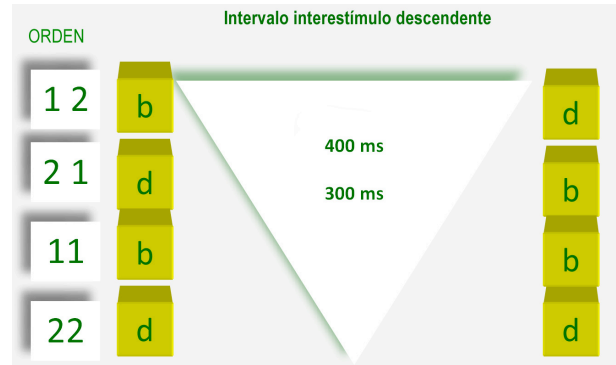 Intervalo interestímulo descendente
ORDEN
1 2 b d
400 ms
2 1 d b
300 ms
11 b b
22 d d